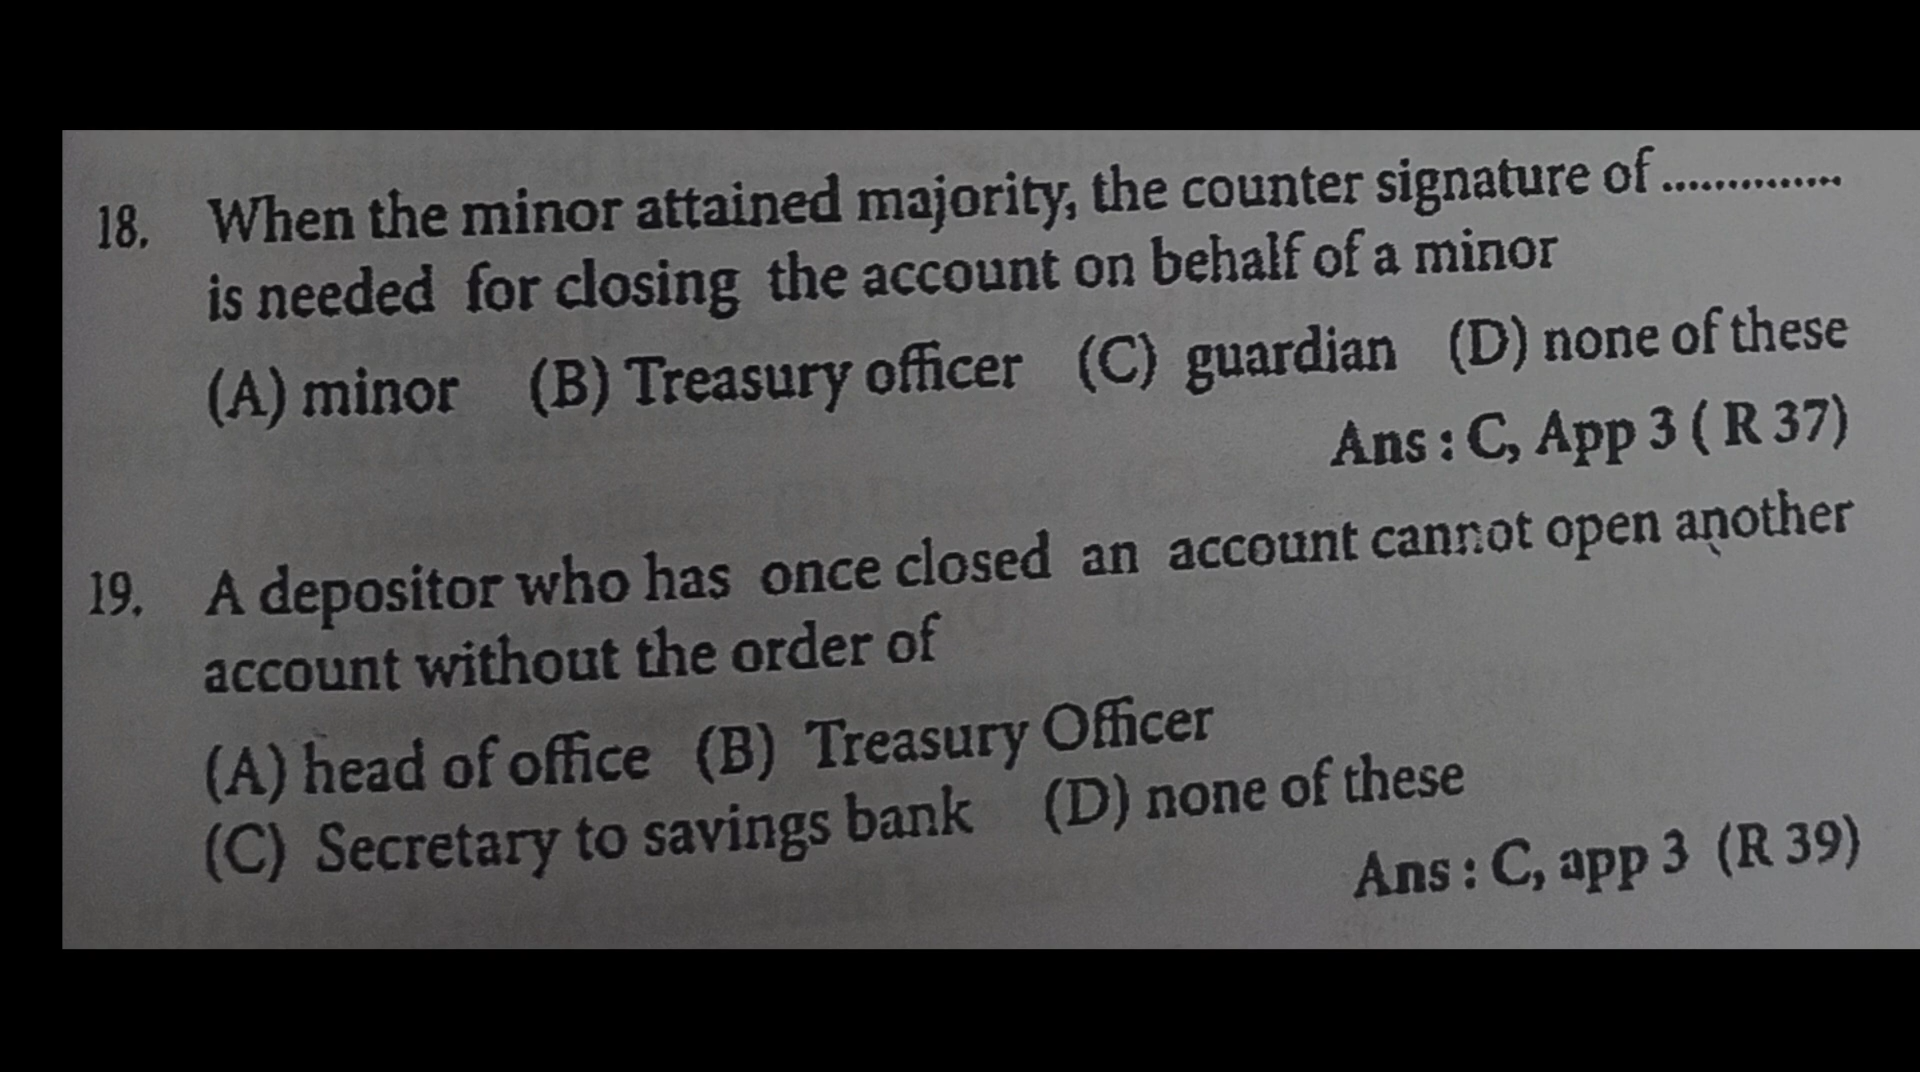 18. When the minor attained majority, the counter signature of ..............
is needed for closing the account on behalf of a minor
(A) minor (B) Treasury officer (C) guardian (D) none of these
Ans : C, App 3 ( R 37)
19. A depositor who has once closed an account cannot open another
account without the order of
(A) head of office (B) Treasury Officer
(C) Secretary to savings bank (D) none of these
Ans : C, app 3 (R 39)